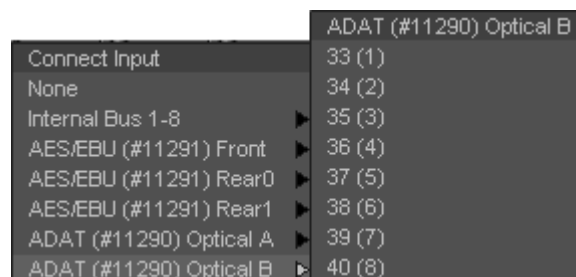 Connect Input
None
Internal Bus 1-8
AES/EBU (#11291) Front
AES/EBU (#11291) Rear0
AES/EBU (#11291) Rear1
ADAT (#11290) Optical A
ADAT (#11290) Optical B
ADAT (#11290) Optical B
33 (1)
34 (2)
35 (3)
36 (4)
37 (5)
38 (6)
39 (7)
40 (8)